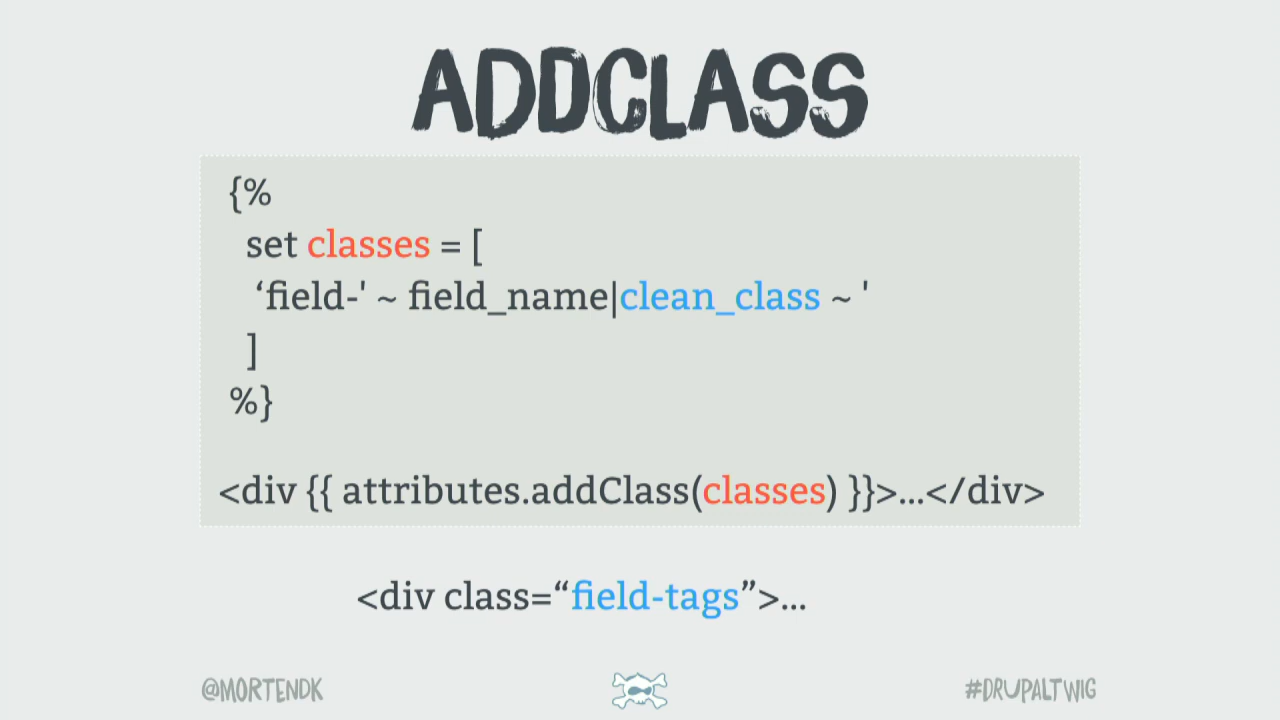 ADDCLASS
{%
set classes = [
‘field-' ~ field_name|clean_class ~ '
]
%}
<div {{ attributes.addClass(classes) }}>...</div>
<div class=“field-tags”>...
@MORTENDK
#DRUPALTWIG